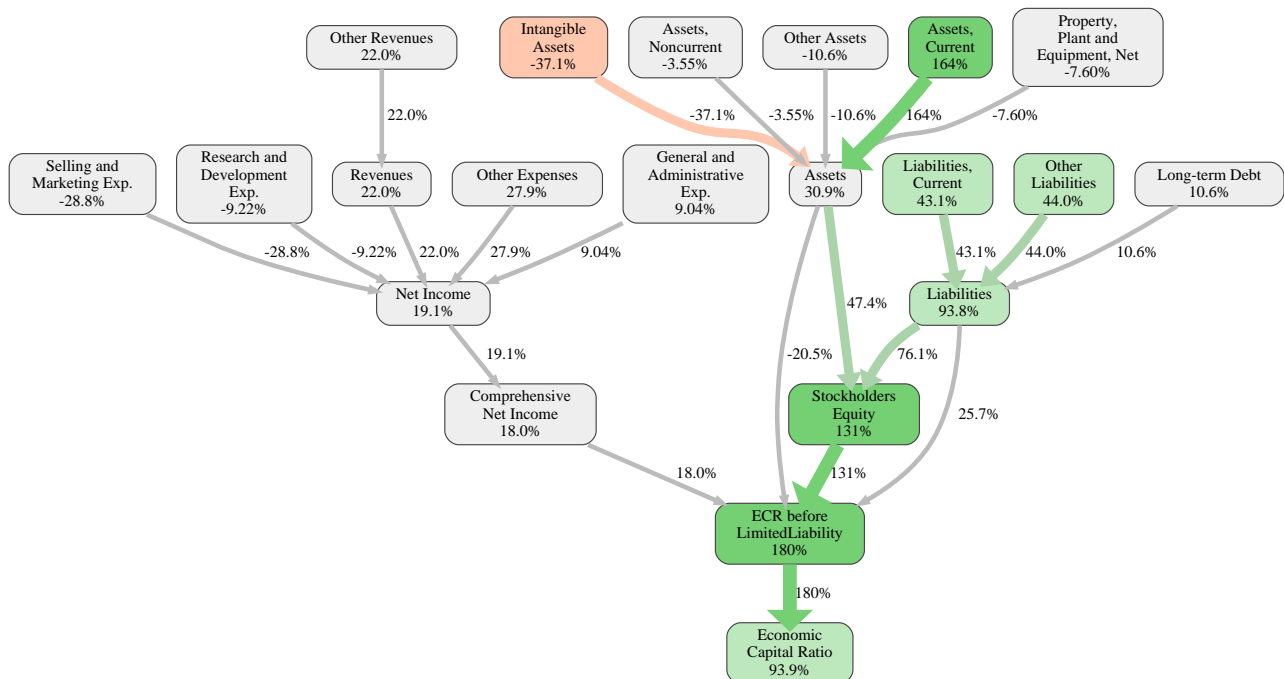 Other Revenues
22.0%
Intangible
Assets
-37.1%
Assets,
Noncurrent
-3.55%
Other Assets
-10.6%
Assets,
Current
164%
Property,
Plant and
Equipment, Net
-7.60%
22.0%
-37.1%
-3.55%
-10.6%
164%
-7.60%
Selling and
Marketing Exp.
-28.8%
Research and
Development
Exp.
-9.22%
Revenues
22.0%
Other Expenses
27.9%
General and
Administrative
Exp.
9.04%
Assets
30.9%
Liabilities,
Current
43.1%
Other
Liabilities
44.0%
Long-term Debt
10.6%
-28.8%
-9.22%
22.0%
27.9%
9.04%
43.1%
44.0%
10.6%
Net Income
19.1%
47.4%
Liabilities
93.8%
19.1%
-20.5%
76.1%
Comprehensive
Net Income
18.0%
Stockholders
Equity
131%
25.7%
18.0%
131%
ECR before
LimitedLiability
180%
180%
Economic
Capital Ratio
93.9%